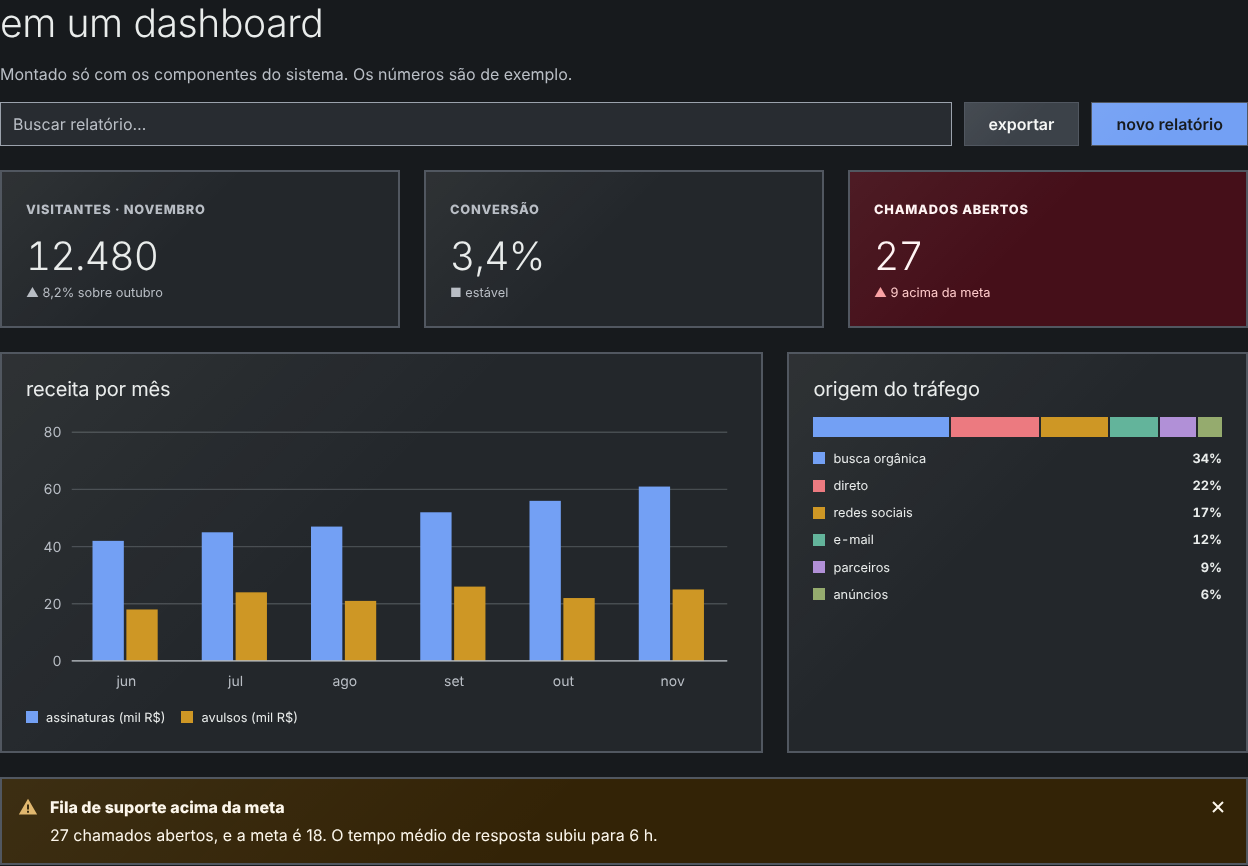 em um dashboard
Montado só com os componentes do sistema. Os números são de exemplo.
Buscar relatório...
exportar
novo relatório
VISITANTES · NOVEMBRO
12.480
▲ 8,2% sobre outubro
CONVERSÃO
3,4%
■ estável
CHAMADOS ABERTOS
27
▲ 9 acima da meta
receita por mês
80
60
40
20
0
jun jul ago set out nov
assinaturas (mil R$) avulsos (mil R$)
origem do tráfego
busca orgânica 34%
direto 22%
redes sociais 17%
e-mail 12%
parceiros 9%
anúncios 6%
Fila de suporte acima da meta
27 chamados abertos, e a meta é 18. O tempo médio de resposta subiu para 6 h.